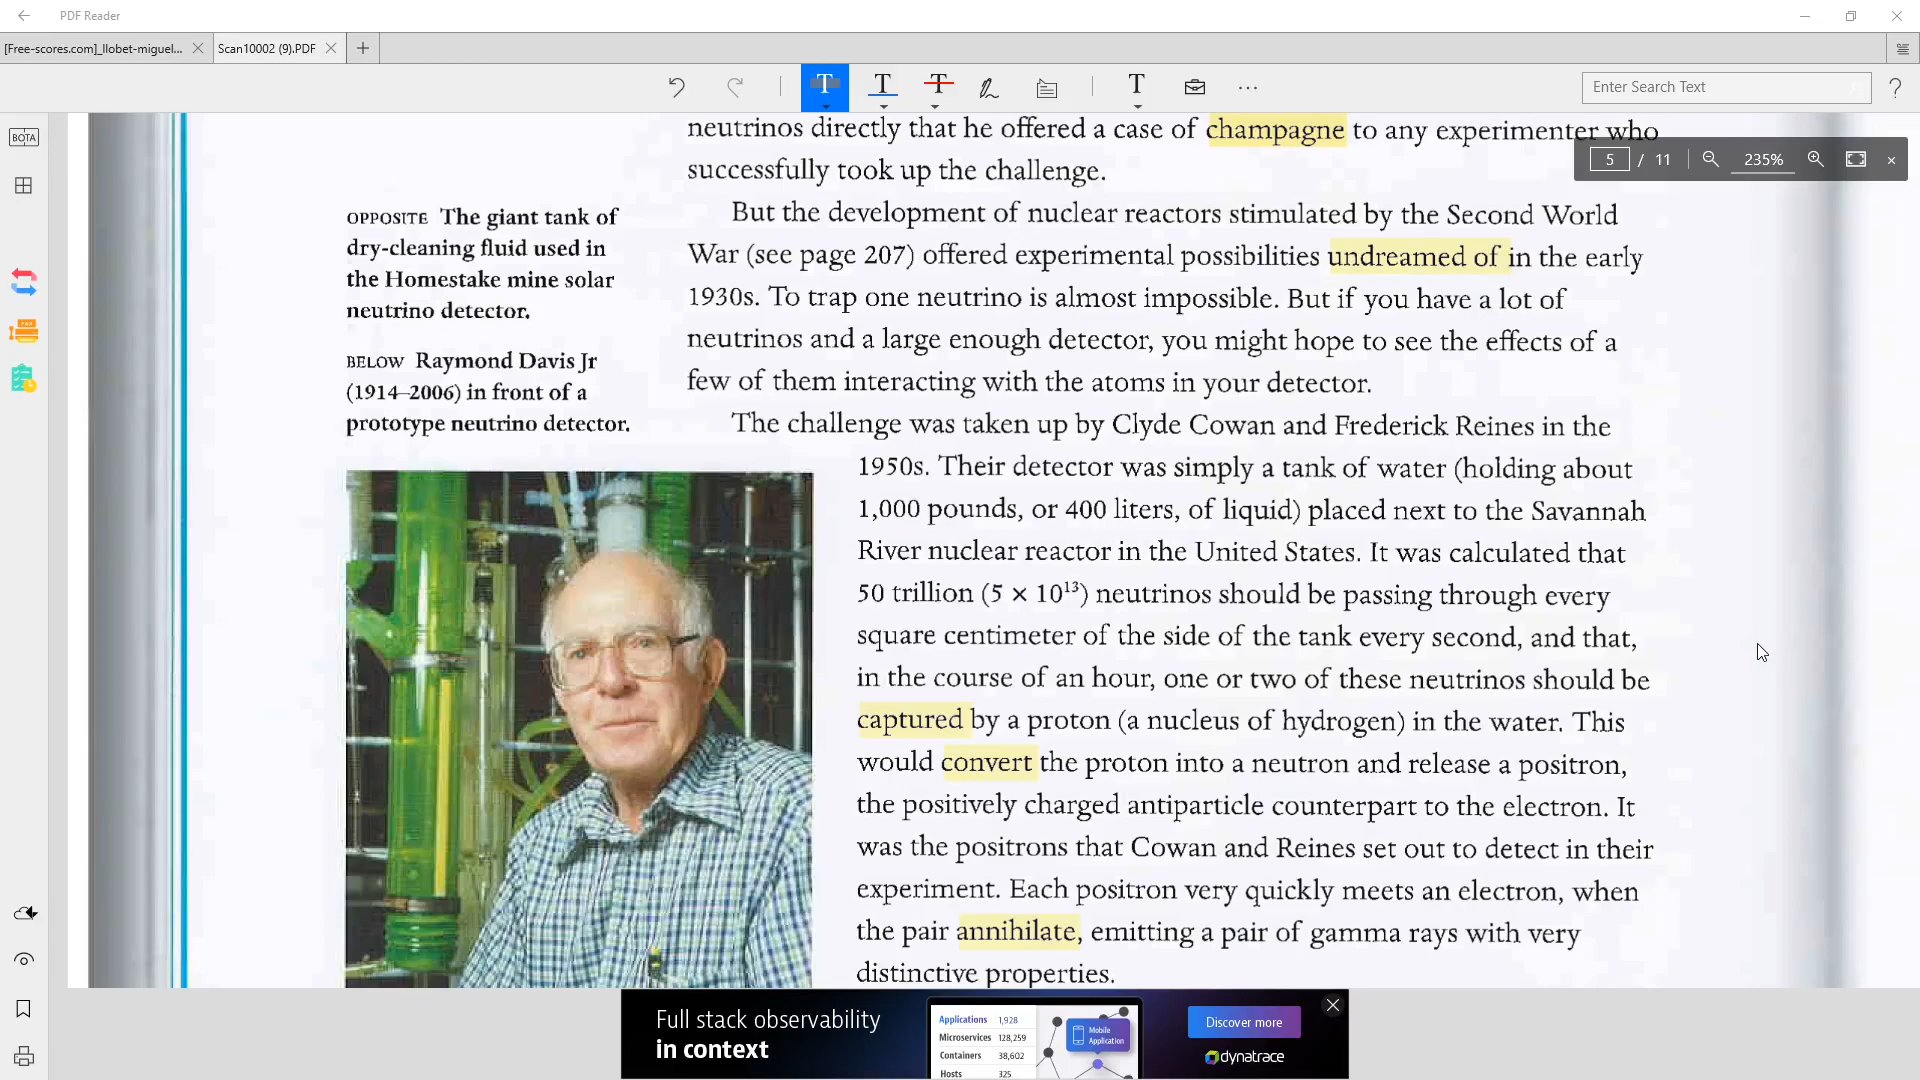 PDF Reader
[Free-scores.com]_llobet-miguel...
Scan10002 (9).PDF
T T T T
Enter Search Text
?
BOTA
5 / 11
235%
neutrinos directly that he offered a case of champagne to any experimenter who
successfully took up the challenge.
But the development of nuclear reactors stimulated by the Second World
War (see page 207) offered experimental possibilities undreamed of in the early
1930s. To trap one neutrino is almost impossible. But if you have a lot of
neutrinos and a large enough detector, you might hope to see the effects of a
few of them interacting with the atoms in your detector.
The challenge was taken up by Clyde Cowan and Frederick Reines in the
1950s. Their detector was simply a tank of water (holding about
1,000 pounds, or 400 liters, of liquid) placed next to the Savannah
River nuclear reactor in the United States. It was calculated that
50 trillion (5 × 10¹³) neutrinos should be passing through every
square centimeter of the side of the tank every second, and that,
in the course of an hour, one or two of these neutrinos should be
captured by a proton (a nucleus of hydrogen) in the water. This
would convert the proton into a neutron and release a positron,
the positively charged antiparticle counterpart to the electron. It
was the positrons that Cowan and Reines set out to detect in their
experiment. Each positron very quickly meets an electron, when
the pair annihilate, emitting a pair of gamma rays with very
distinctive properties.
OPPOSITE The giant tank of
dry-cleaning fluid used in
the Homestake mine solar
neutrino detector.
BELOW Raymond Davis Jr
(1914–2006) in front of a
prototype neutrino detector.
Full stack observability
in context
Applications 1,928
Microservices 128,259
Containers 38,602
Hosts 325
Mobile
Application
Discover more
dynatrace